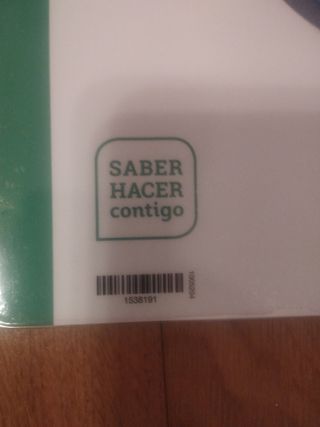 SABER
HACER
contigo
1538191